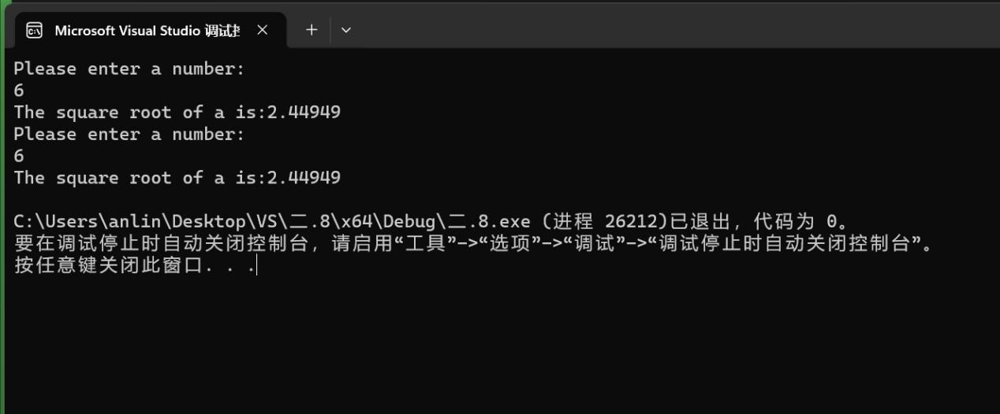 Microsoft Visual Studio 调试
Please enter a number:
6
The square root of a is:2.44949
Please enter a number:
6
The square root of a is:2.44949
C:\Users\anlin\Desktop\VS\二.8\x64\Debug\二.8.exe (进程 26212)已退出，代码为 0。
要在调试停止时自动关闭控制台，请启用“工具”->“选项”->“调试”->“调试停止时自动关闭控制台”。
按任意键关闭此窗口. . .